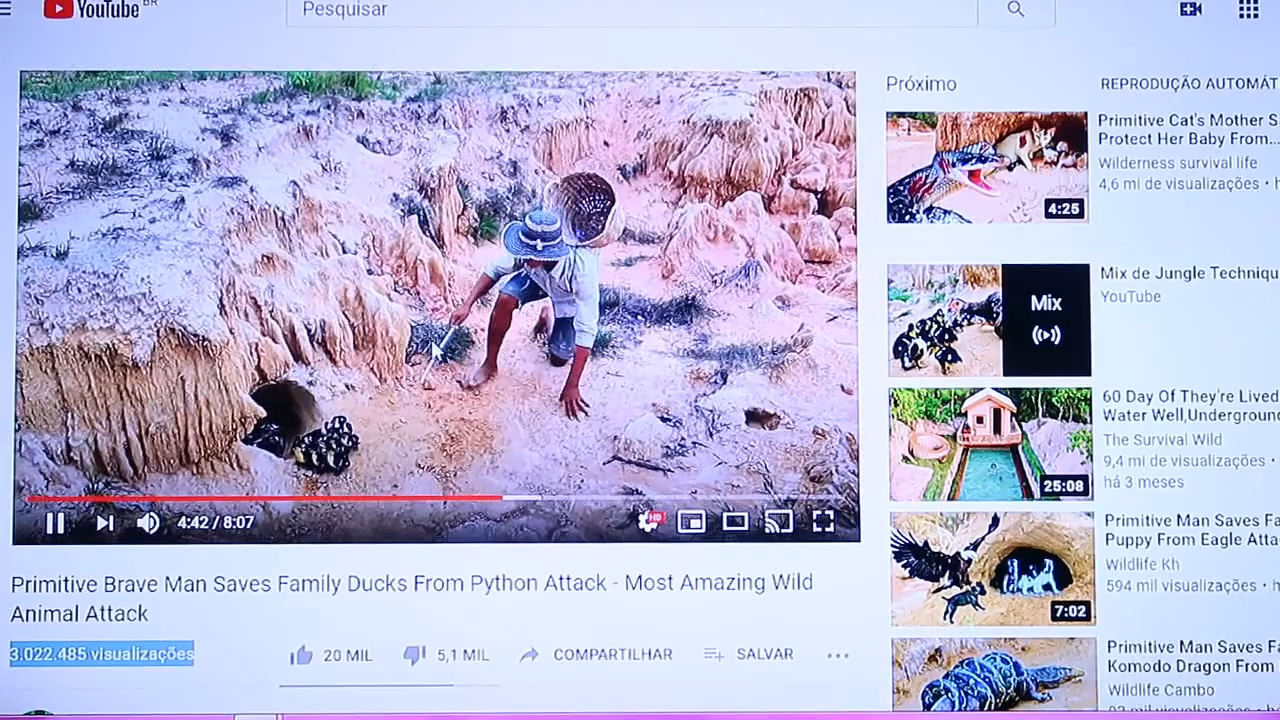 YouTube BR
Pesquisar
4:42 / 8:07
HD
Primitive Brave Man Saves Family Ducks From Python Attack - Most Amazing Wild
Animal Attack
3.022.485 visualizações
20 MIL
5,1 MIL
COMPARTILHAR
SALVAR
Próximo
REPRODUÇÃO AUTOMÁT
4:25
Primitive Cat's Mother S
Protect Her Baby From...
Wilderness survival life
4,6 mi de visualizações • h
Mix
Mix de Jungle Techniqu
YouTube
25:08
60 Day Of They're Lived
Water Well,Underground
The Survival Wild
9,4 mi de visualizações •
há 3 meses
7:02
Primitive Man Saves Fa
Puppy From Eagle Atta
Wildlife Kh
594 mil visualizações • h
Primitive Man Saves Fa
Komodo Dragon From
Wildlife Cambo